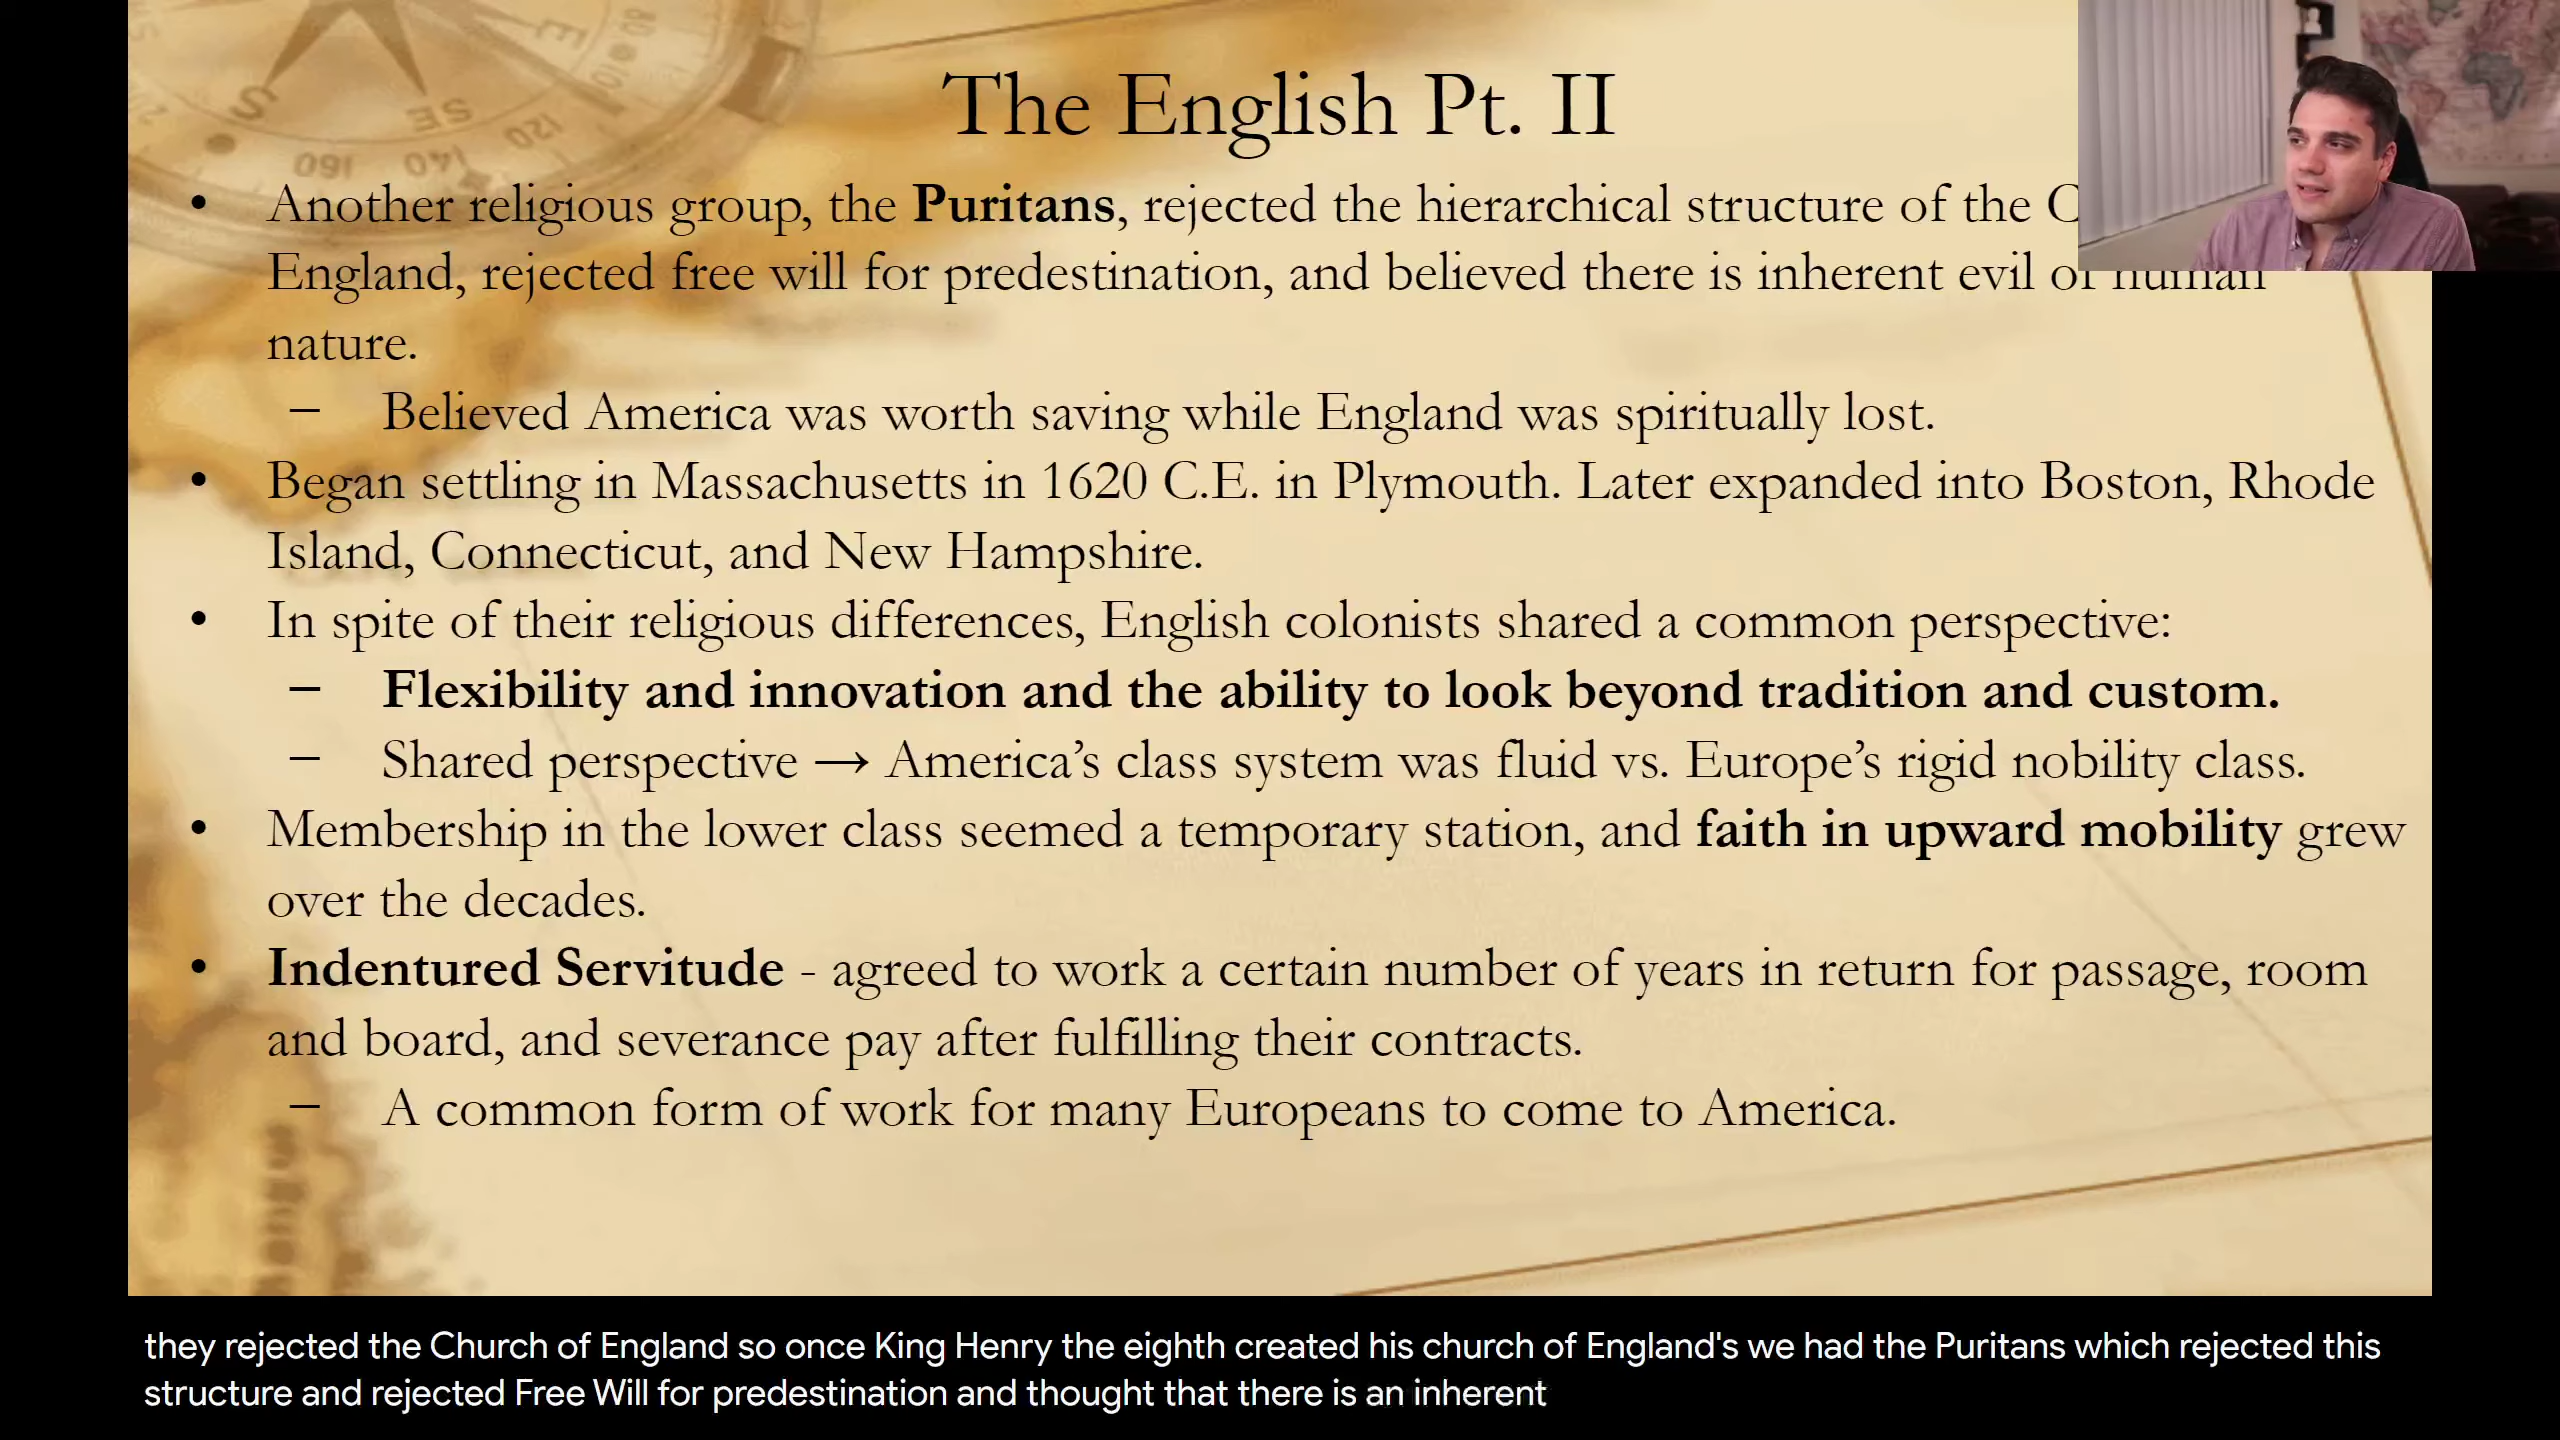 The English Pt. II
• Another religious group, the Puritans, rejected the hierarchical structure of the
England, rejected free will for predestination, and believed there is inherent evil of human
nature.
– Believed America was worth saving while England was spiritually lost.
• Began settling in Massachusetts in 1620 C.E. in Plymouth. Later expanded into Boston, Rhode
Island, Connecticut, and New Hampshire.
• In spite of their religious differences, English colonists shared a common perspective:
– Flexibility and innovation and the ability to look beyond tradition and custom.
– Shared perspective → America’s class system was fluid vs. Europe’s rigid nobility class.
• Membership in the lower class seemed a temporary station, and faith in upward mobility grew
over the decades.
• Indentured Servitude - agreed to work a certain number of years in return for passage, room
and board, and severance pay after fulfilling their contracts.
– A common form of work for many Europeans to come to America.
they rejected the Church of England so once King Henry the eighth created his church of England's we had the Puritans which rejected this
structure and rejected Free Will for predestination and thought that there is an inherent
S
SE
E
120
140
160